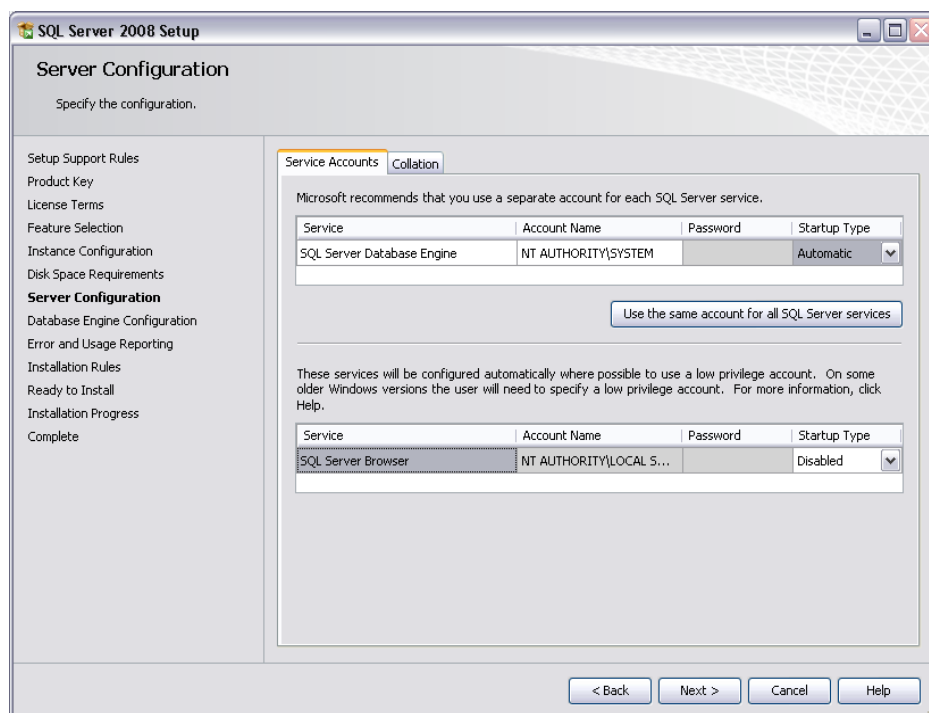 SQL Server 2008 Setup
Server Configuration
Specify the configuration.
Setup Support Rules
Product Key
License Terms
Feature Selection
Instance Configuration
Disk Space Requirements
Server Configuration
Database Engine Configuration
Error and Usage Reporting
Installation Rules
Ready to Install
Installation Progress
Complete
Service Accounts Collation
Microsoft recommends that you use a separate account for each SQL Server service.
Service Account Name Password Startup Type
SQL Server Database Engine NT AUTHORITY\SYSTEM Automatic
Use the same account for all SQL Server services
These services will be configured automatically where possible to use a low privilege account. On some
older Windows versions the user will need to specify a low privilege account. For more information, click
Help.
Service Account Name Password Startup Type
SQL Server Browser NT AUTHORITY\LOCAL S... Disabled
< Back Next > Cancel Help